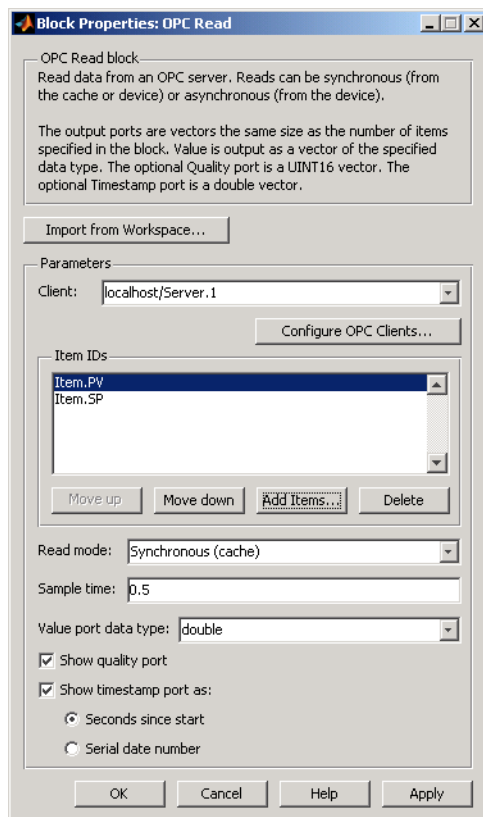 Block Properties: OPC Read
OPC Read block
Read data from an OPC server. Reads can be synchronous (from
the cache or device) or asynchronous (from the device).
The output ports are vectors the same size as the number of items
specified in the block. Value is output as a vector of the specified
data type. The optional Quality port is a UINT16 vector. The
optional Timestamp port is a double vector.
Import from Workspace...
Parameters
Client: localhost/Server.1
Configure OPC Clients...
Item IDs
Item.PV
Item.SP
Move up Move down Add Items... Delete
Read mode: Synchronous (cache)
Sample time: 0.5
Value port data type: double
Show quality port
Show timestamp port as:
Seconds since start
Serial date number
OK Cancel Help Apply